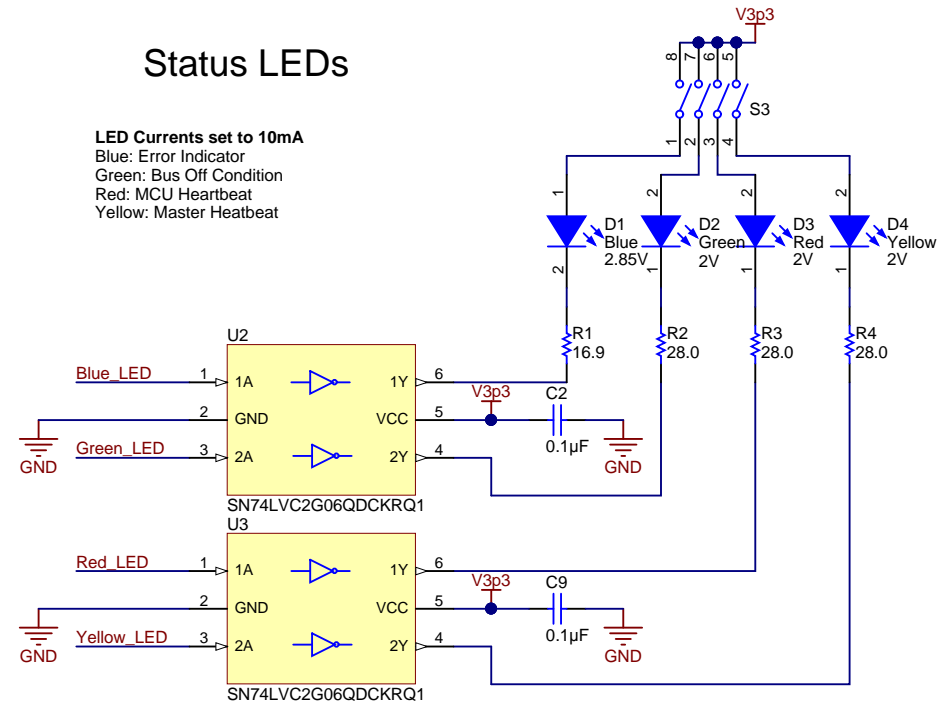 V3p3
Status LEDs
8
7
6
5
S3
LED Currents set to 10mA
Blue: Error Indicator
Green: Bus Off Condition
Red: MCU Heartbeat
Yellow: Master Heatbeat
1
2
3
4
1
2
2
2
D1
Blue
2.85V
D2
Green
2V
D3
Red
2V
D4
Yellow
2V
2
1
1
1
R1
16.9
R2
28.0
R3
28.0
R4
28.0
U2
Blue_LED
1
1A
1Y
6
2
GND
VCC
5
V3p3
C2
0.1µF
GND
GND
Green_LED
3
2A
2Y
4
SN74LVC2G06QDCKRQ1
U3
Red_LED
1
1A
1Y
6
2
GND
VCC
5
V3p3
C9
0.1µF
GND
GND
Yellow_LED
3
2A
2Y
4
SN74LVC2G06QDCKRQ1